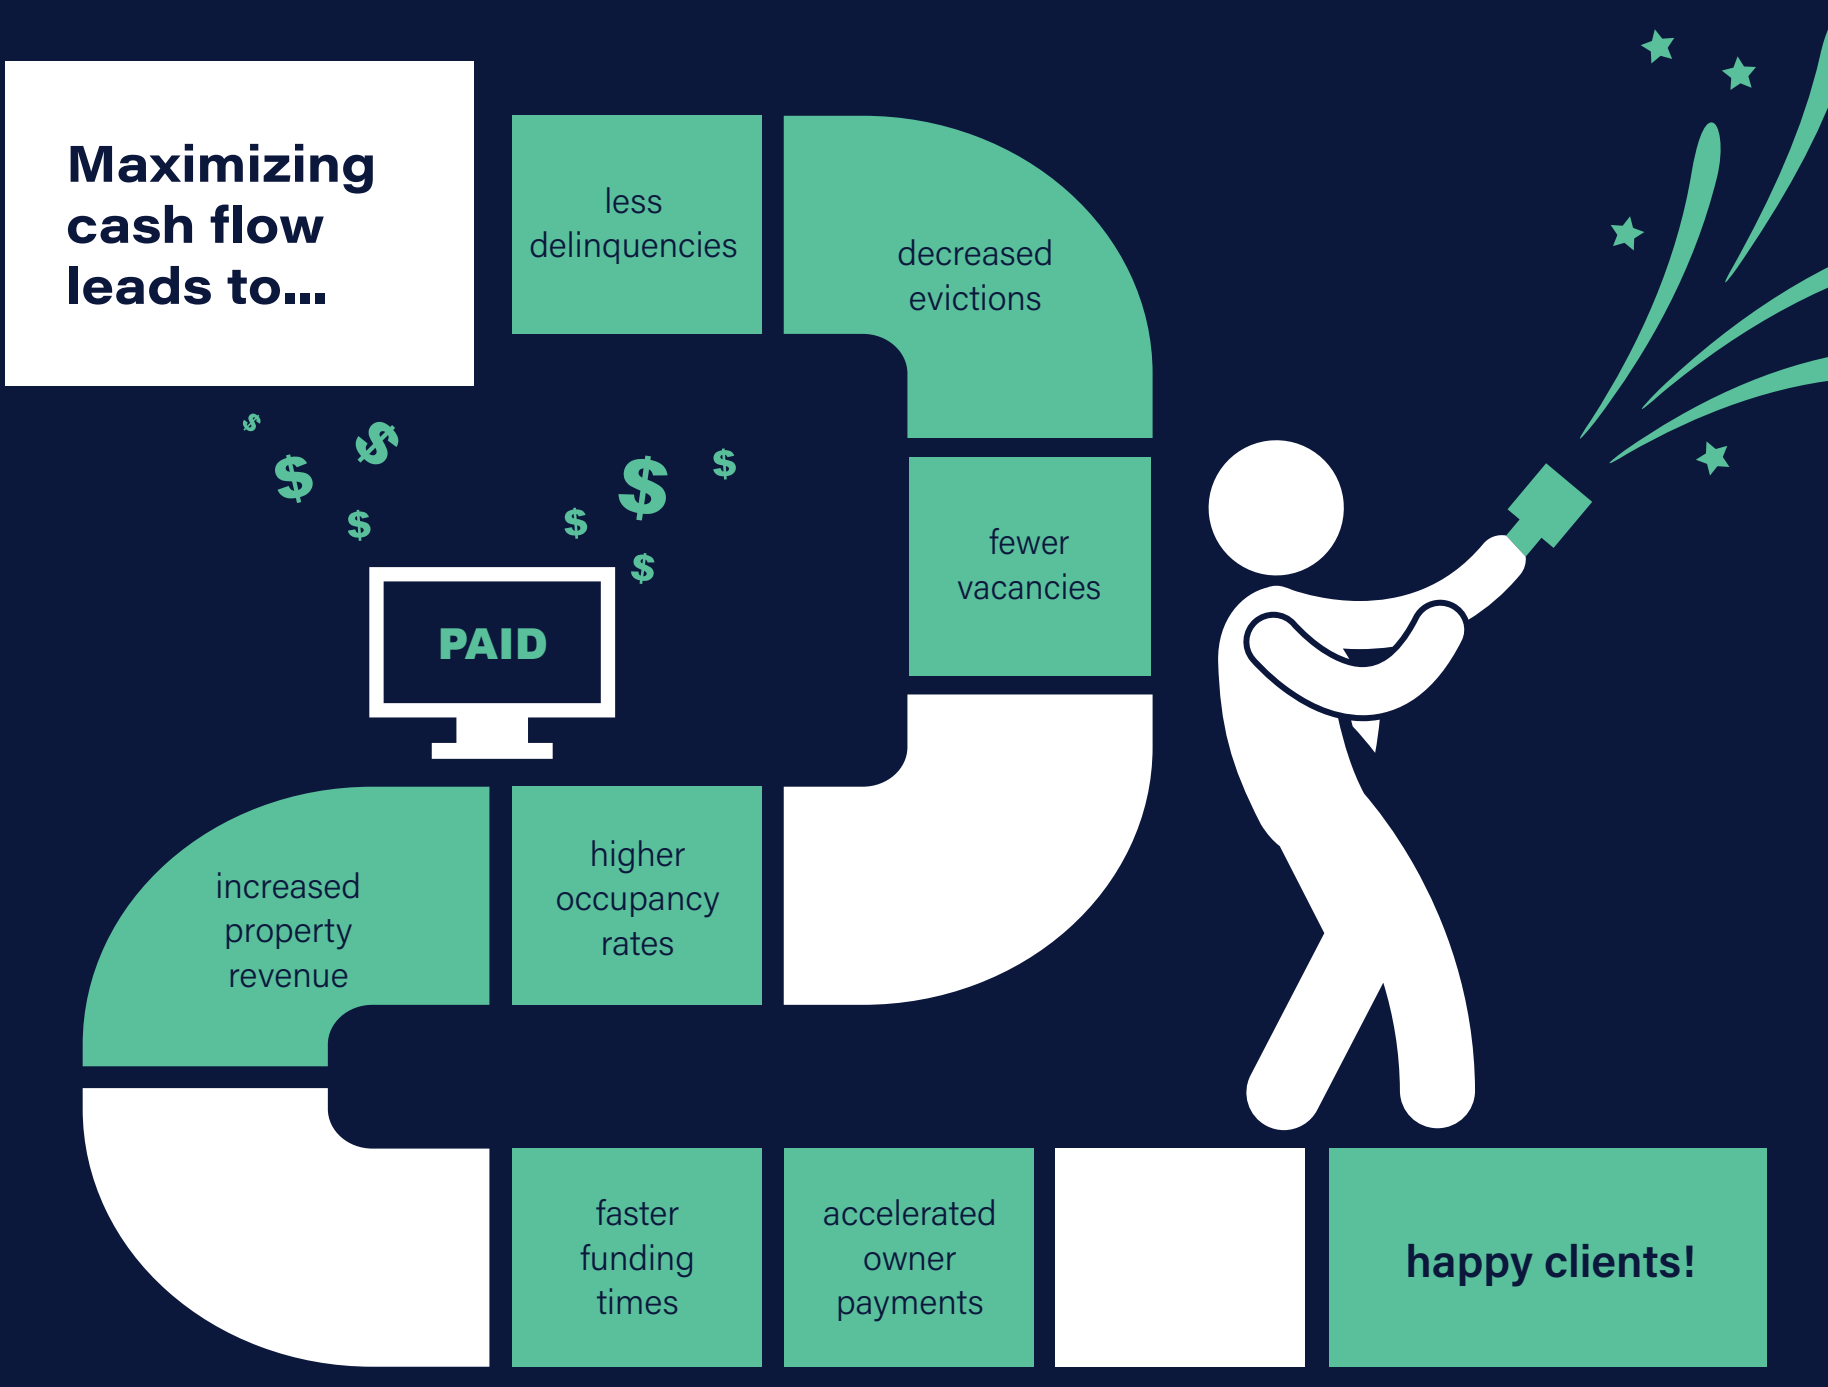 Maximizing
cash flow
leads to...
less
delinquencies
decreased
evictions
fewer
vacancies
$
$
$
$
$
$
$
$
PAID
higher
occupancy
rates
increased
property
revenue
faster
funding
times
accelerated
owner
payments
happy clients!